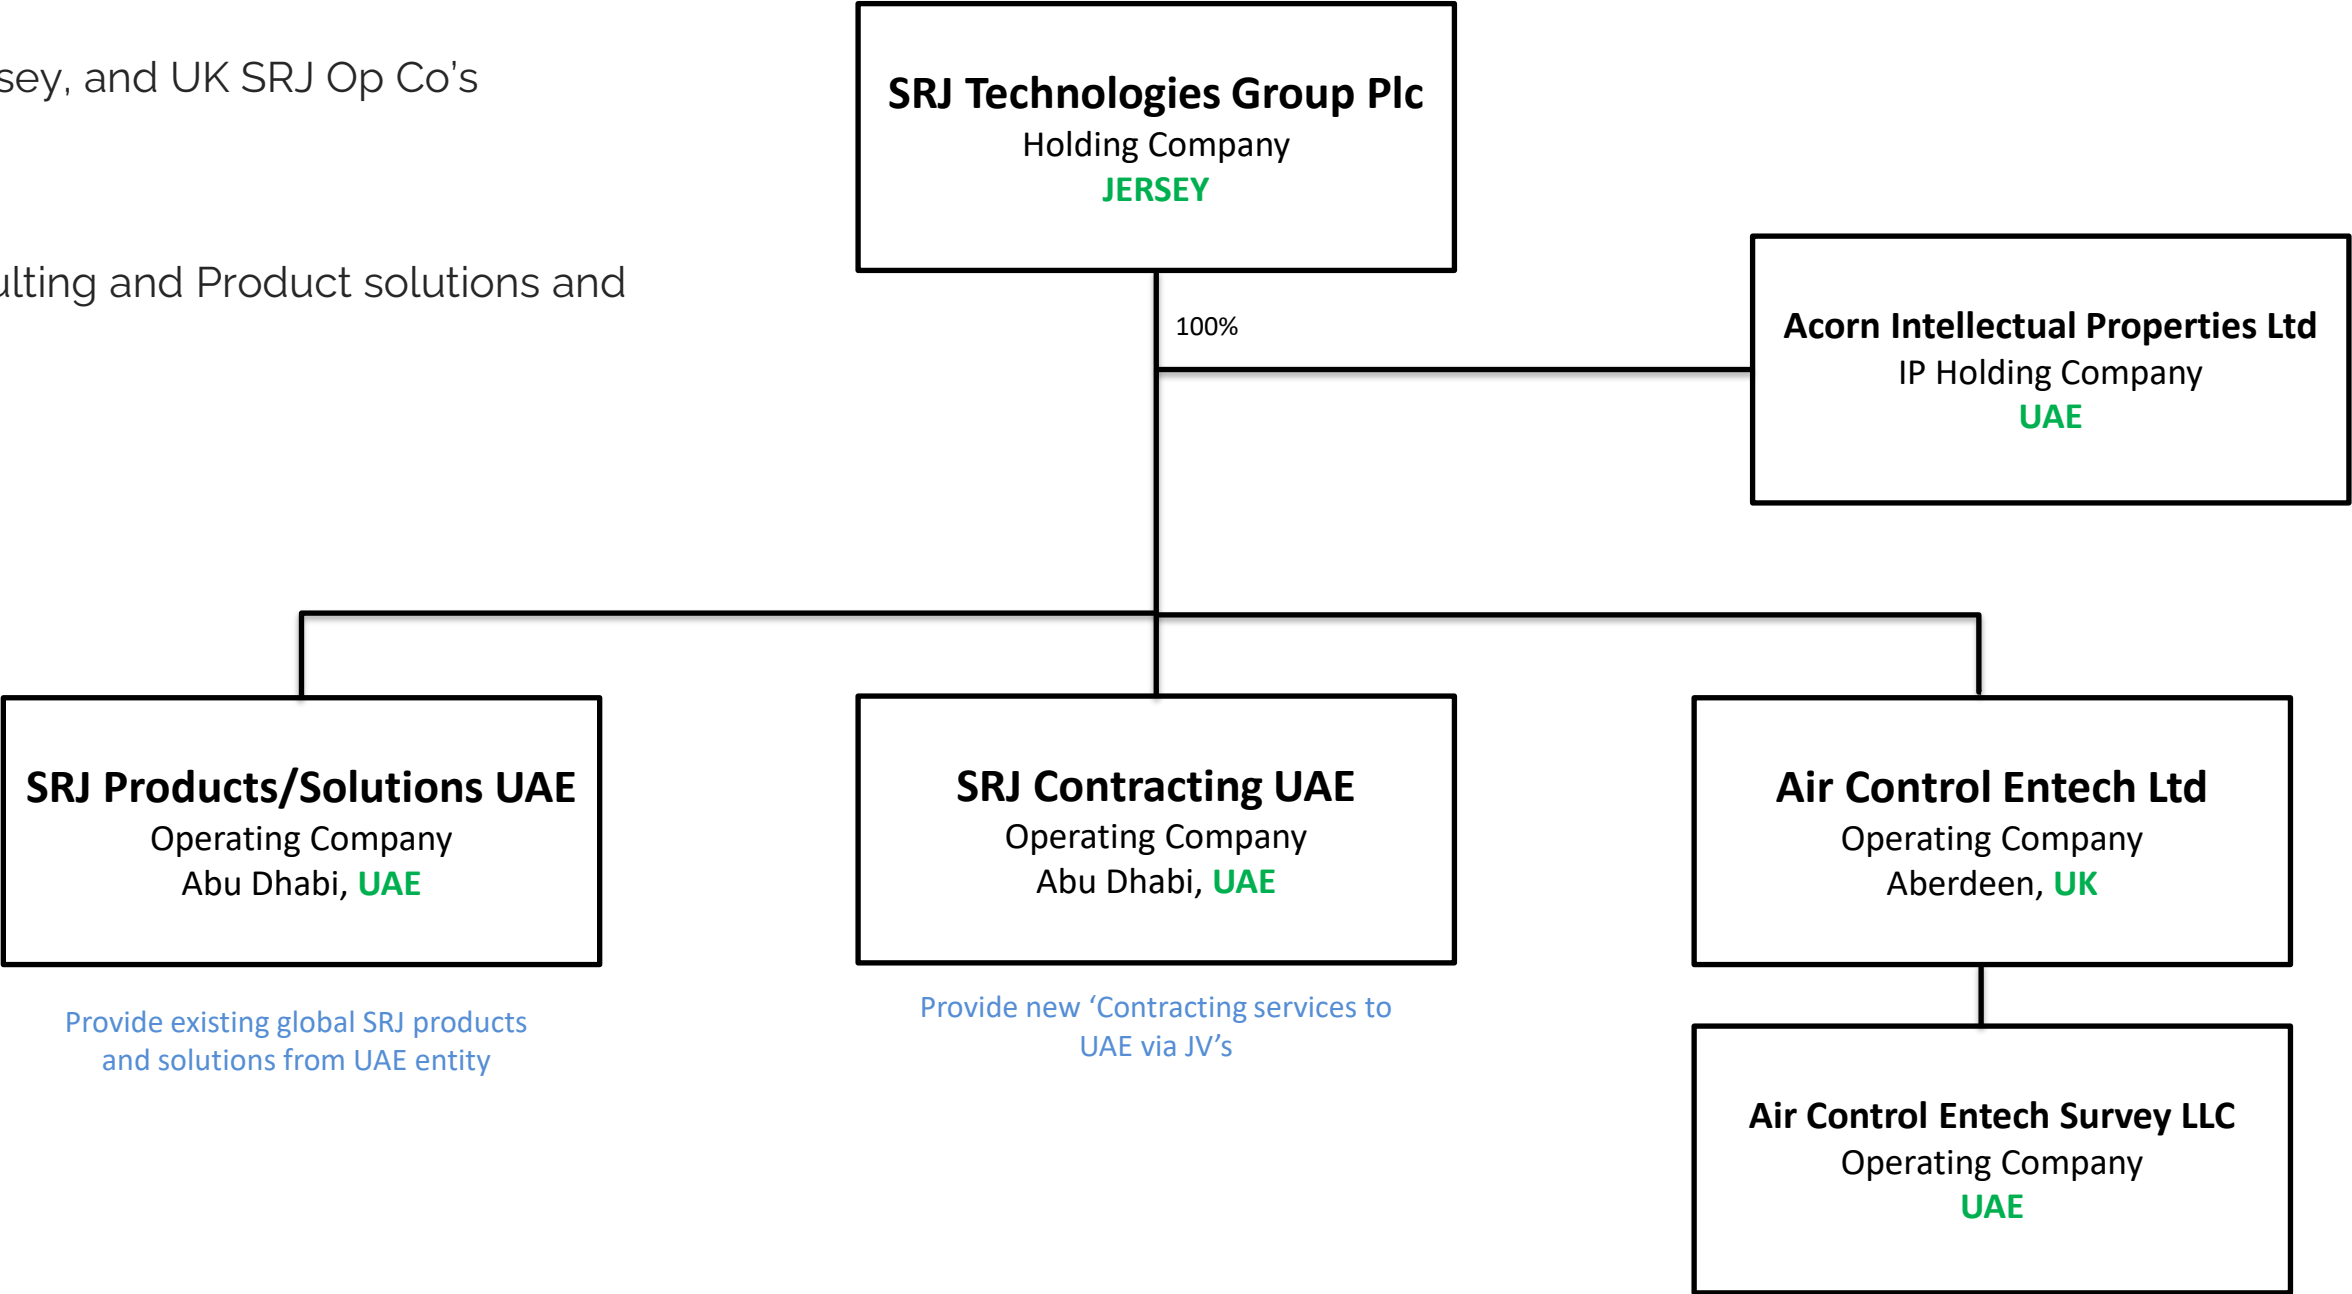 sey, and UK SRJ Op Co's
ulting and Product solutions and
SRJ Technologies Group Plc
Holding Company
JERSEY
100%
Acorn Intellectual Properties Ltd
IP Holding Company
UAE
SRJ Products/Solutions UAE
Operating Company
Abu Dhabi, UAE
Provide existing global SRJ products
and solutions from UAE entity
SRJ Contracting UAE
Operating Company
Abu Dhabi, UAE
Provide new ‘Contracting services to
UAE via JV’s
Air Control Entech Ltd
Operating Company
Aberdeen, UK
Air Control Entech Survey LLC
Operating Company
UAE